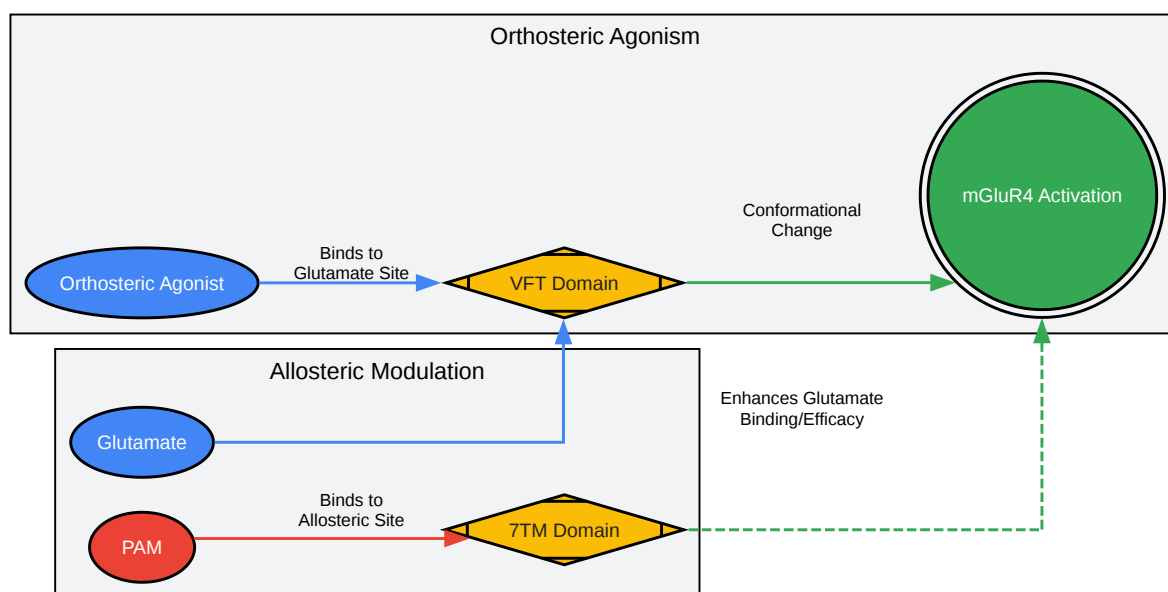 Orthosteric Agonism
mGluR4 Activation
Conformational
Change
Binds to
Glutamate Site
Orthosteric Agonist
VFT Domain
Allosteric Modulation
Enhances Glutamate
Binding/Efficacy
Glutamate
Binds to
Allosteric Site
PAM
7TM Domain